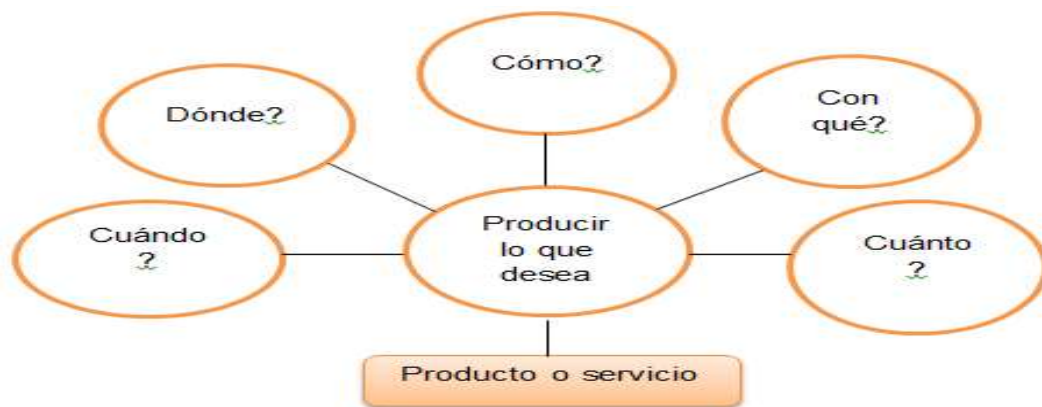 Cómo?
Dónde?
Con
qué?
Cuándo
?
Producir
lo que
desea
Cuánto
?
Producto o servicio